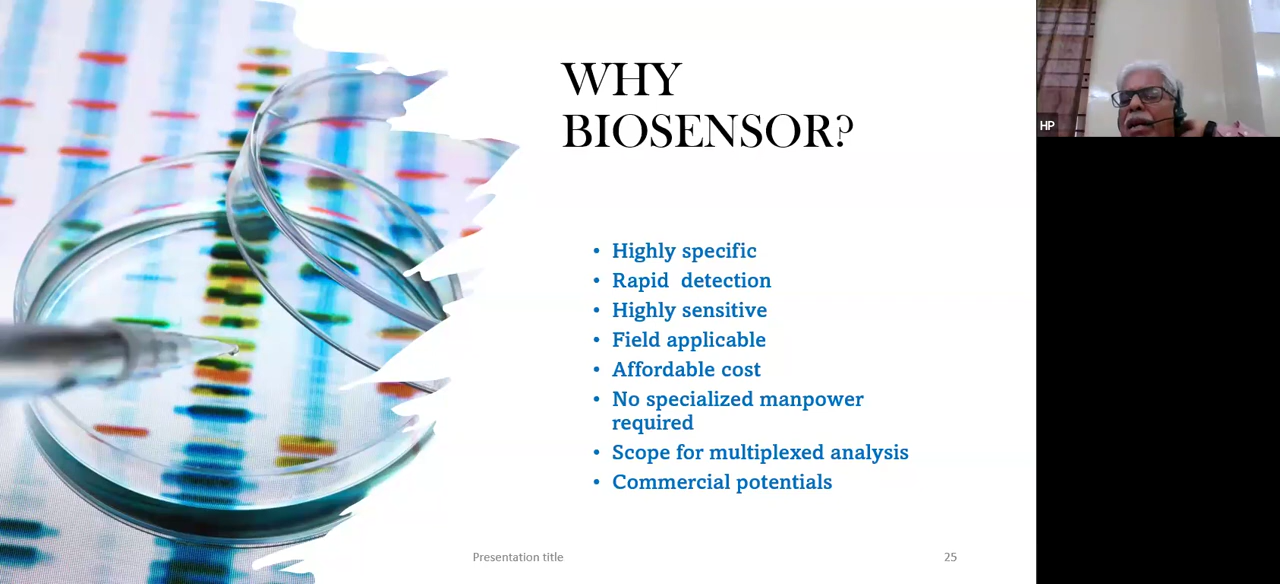 WHY
BIOSENSOR?
• Highly specific
• Rapid  detection
• Highly sensitive
• Field applicable
• Affordable cost
• No specialized manpower
required
• Scope for multiplexed analysis
• Commercial potentials
Presentation title
25
HP